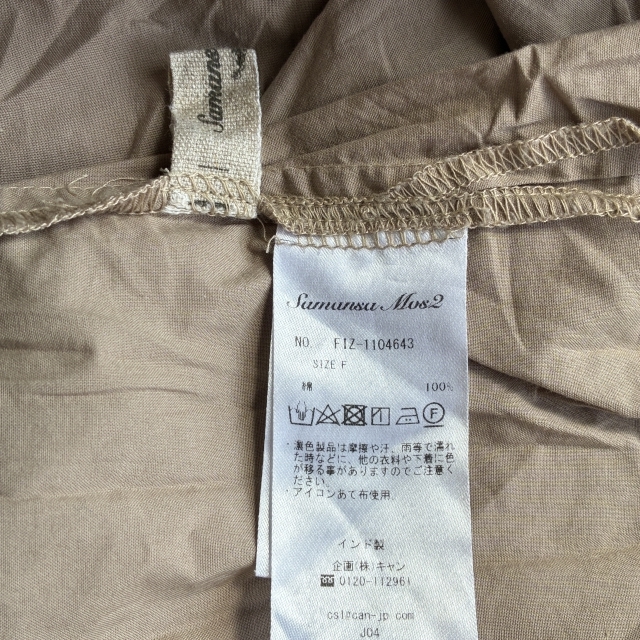 Samansa
Samansa Mos2
NO. FIZ-1104643
SIZE F
綿 100%
F
・濃色製品は摩擦や汗、雨等で濡れ
た時などに、他の衣料や下着に色
が移る事がありますのでご注意く
ださい。
・アイロンあて布使用。
インド製
企画(株)キャン
0120-112961
csl@can-jp.com
J04